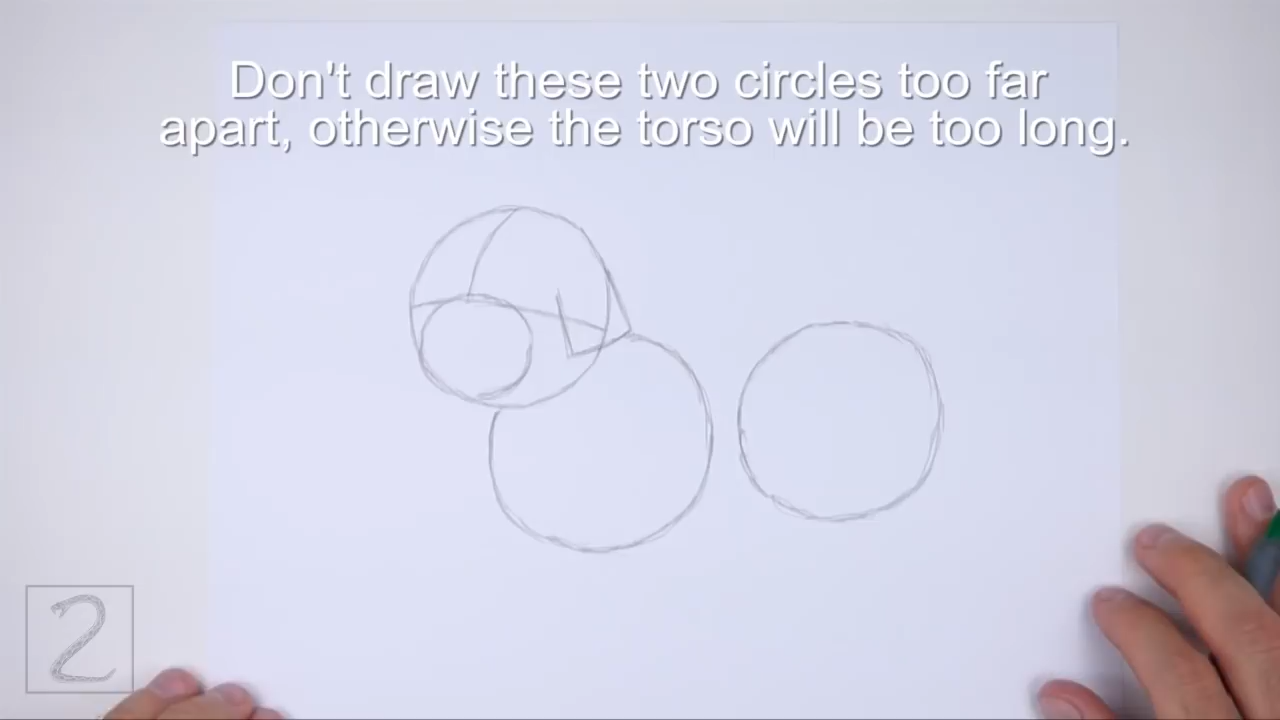 Don't draw these two circles too far
apart, otherwise the torso will be too long.
2